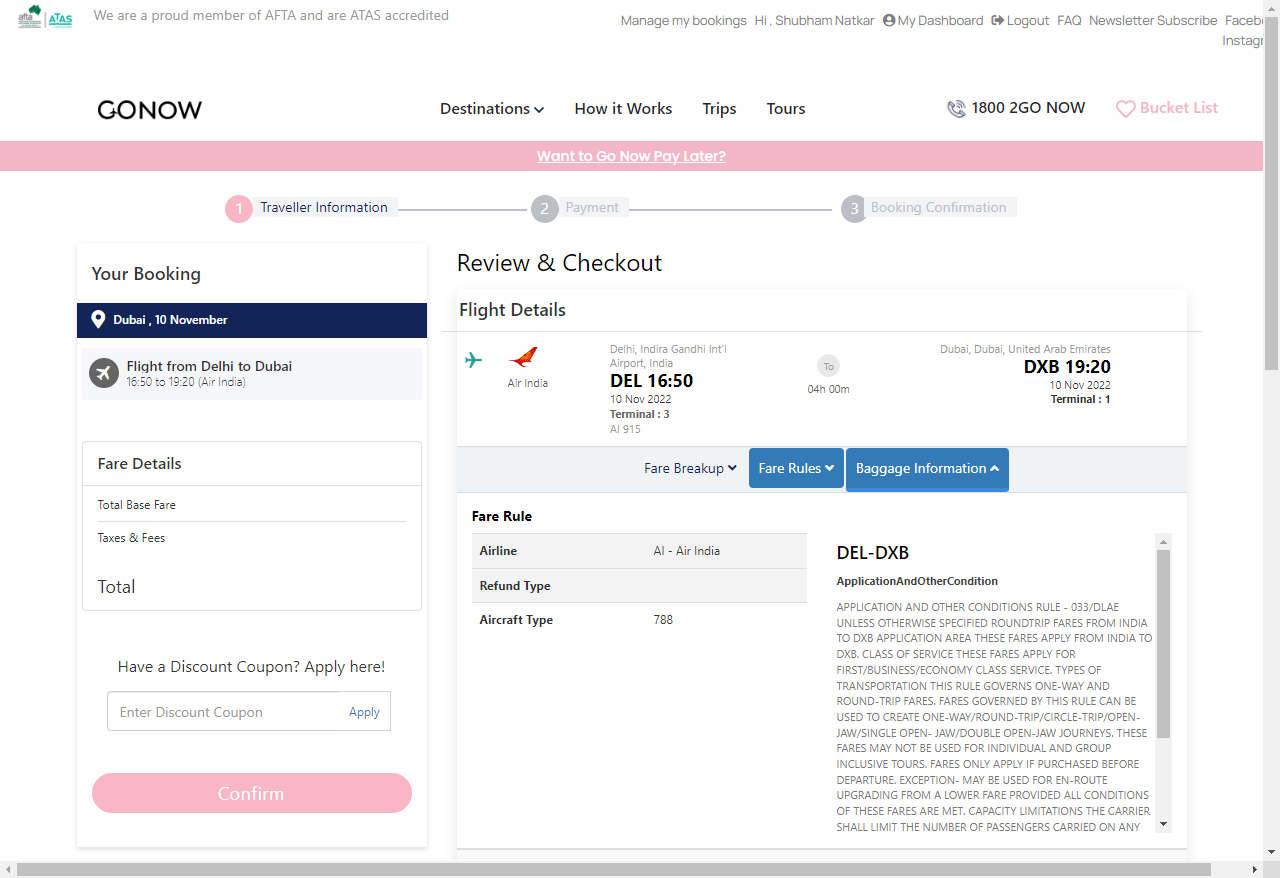 afta ATAS We are a proud member of AFTA and are ATAS accredited
Manage my bookings Hi , Shubham Natkar My Dashboard Logout FAQ Newsletter Subscribe
GONOW Destinations How it Works Trips Tours 1800 2GO NOW Bucket List
Want to Go Now Pay Later?
1 Traveller Information 2 Payment 3 Booking Confirmation
Your Booking
Dubai , 10 November
Flight from Delhi to Dubai
16:50 to 19:20 (Air India)
Fare Details
Total Base Fare
Taxes & Fees
Total
Have a Discount Coupon? Apply here!
Enter Discount Coupon Apply
Confirm
Review & Checkout
Flight Details
Air India
Delhi, Indira Gandhi Int'l
Airport, India
DEL 16:50
10 Nov 2022
Terminal : 3
AI 915
To
04h 00m
Dubai, Dubai, United Arab Emirates
DXB 19:20
10 Nov 2022
Terminal : 1
Fare Breakup Fare Rules Baggage Information
Fare Rule
Airline AI - Air India
Refund Type
Aircraft Type 788
DEL-DXB
ApplicationAndOtherCondition
APPLICATION AND OTHER CONDITIONS RULE - 033/DLAE
UNLESS OTHERWISE SPECIFIED ROUNDTRIP FARES FROM INDIA
TO DXB APPLICATION AREA THESE FARES APPLY FROM INDIA TO
DXB. CLASS OF SERVICE THESE FARES APPLY FOR
FIRST/BUSINESS/ECONOMY CLASS SERVICE. TYPES OF
TRANSPORTATION THIS RULE GOVERNS ONE-WAY AND
ROUND-TRIP FARES. FARES GOVERNED BY THIS RULE CAN BE
USED TO CREATE ONE-WAY/ROUND-TRIP/CIRCLE-TRIP/OPEN-
JAW/SINGLE OPEN- JAW/DOUBLE OPEN-JAW JOURNEYS. THESE
FARES MAY NOT BE USED FOR INDIVIDUAL AND GROUP
INCLUSIVE TOURS. FARES ONLY APPLY IF PURCHASED BEFORE
DEPARTURE. EXCEPTION- MAY BE USED FOR EN-ROUTE
UPGRADING FROM A LOWER FARE PROVIDED ALL CONDITIONS
OF THESE FARES ARE MET. CAPACITY LIMITATIONS THE CARRIER
SHALL LIMIT THE NUMBER OF PASSENGERS CARRIED ON ANY